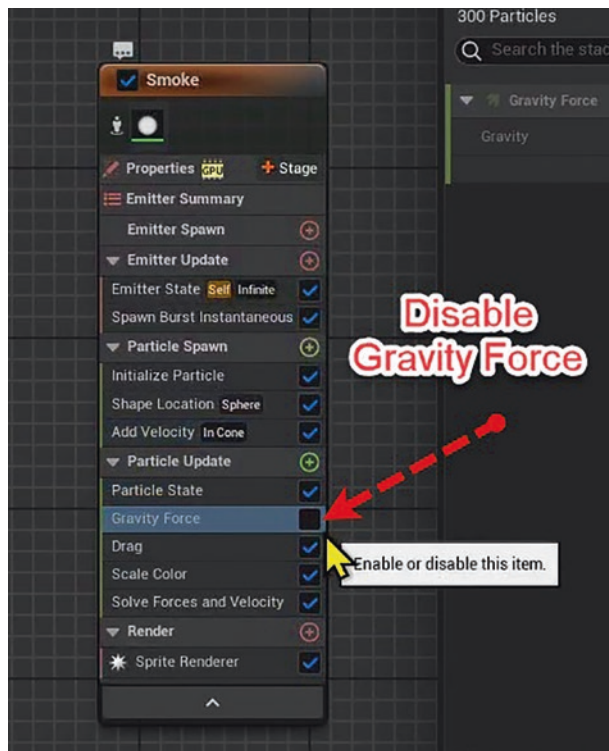 300 Particles
Search the stac
Smoke
Gravity Force
Gravity
Properties GPU + Stage
Emitter Summary
Emitter Spawn
Emitter Update
Emitter State Self Infinite
Spawn Burst Instantaneous
Particle Spawn
Initialize Particle
Shape Location Sphere
Add Velocity In Cone
Particle Update
Particle State
Gravity Force
Drag
Scale Color
Solve Forces and Velocity
Render
Sprite Renderer
Disable
Gravity Force
Enable or disable this item.